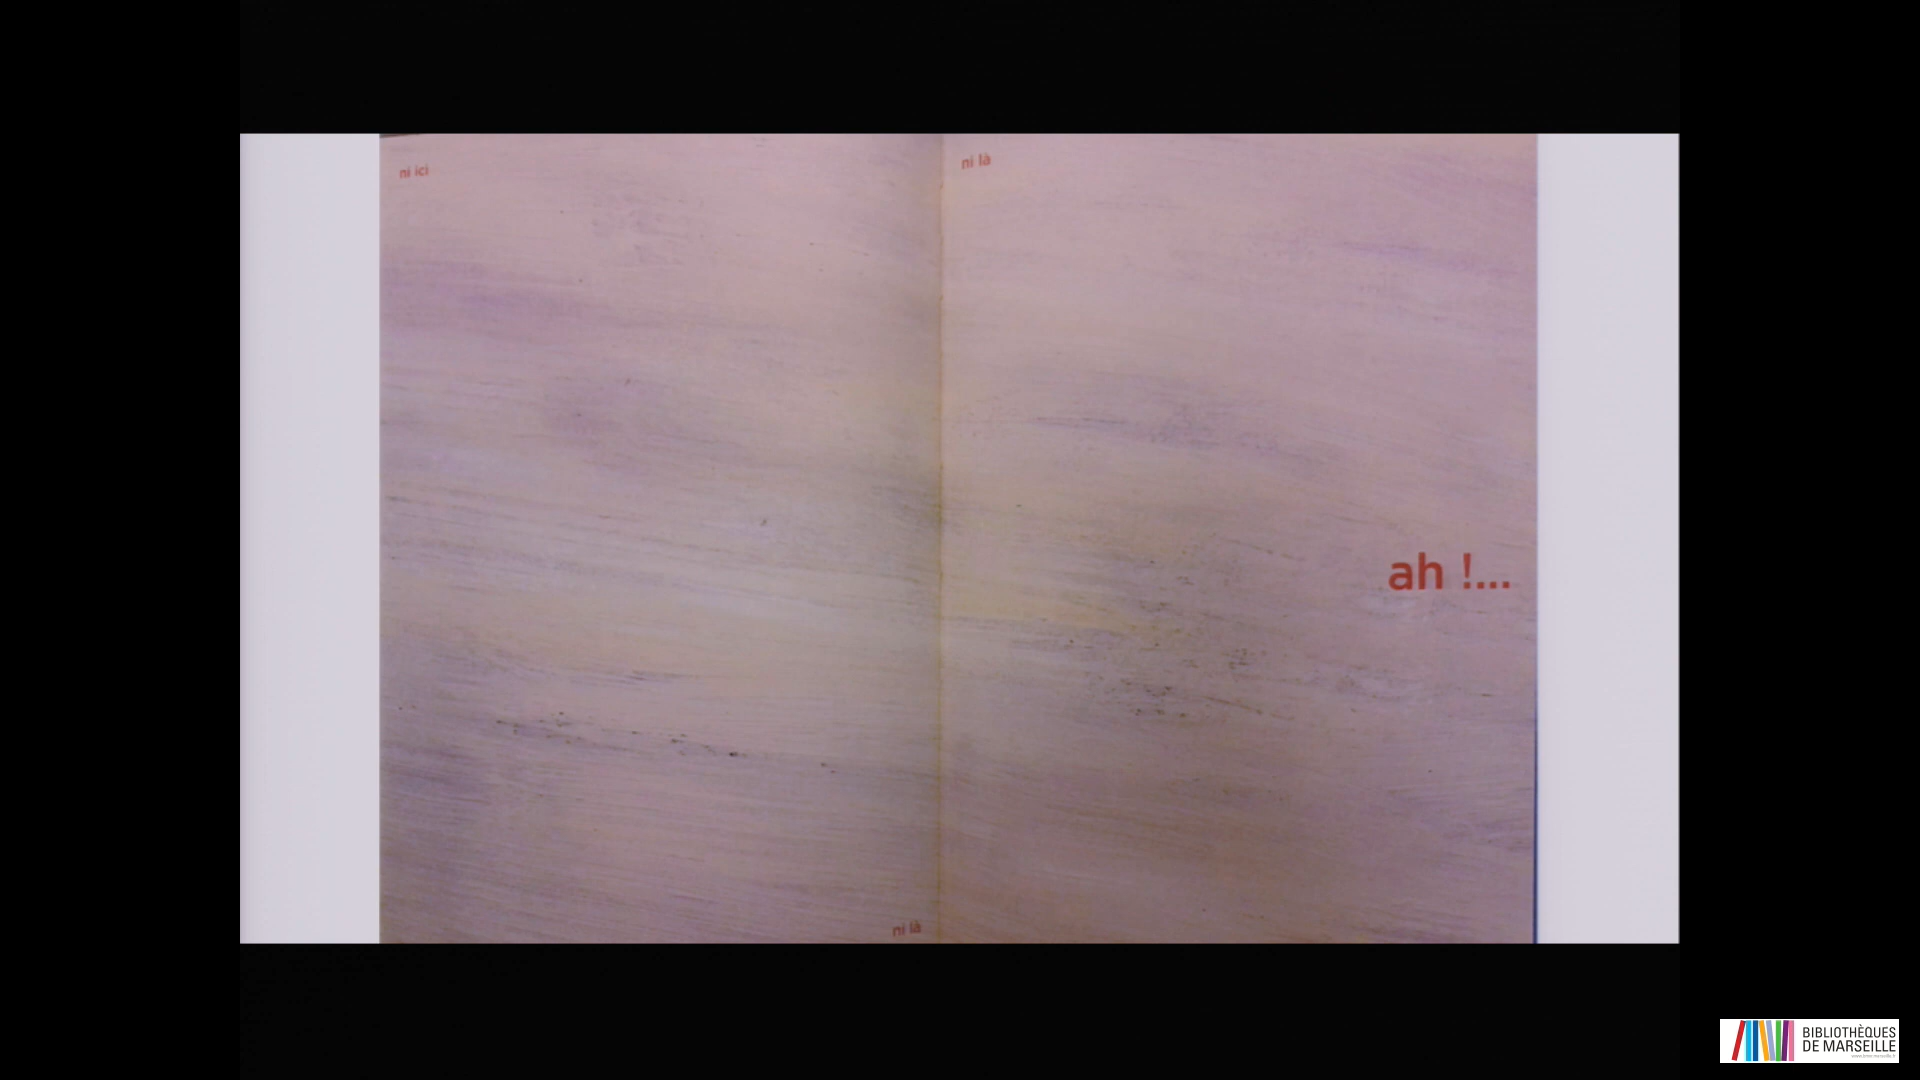 ni ici
ni là
ni là
ah !...
BIBLIOTHÈQUES
DE MARSEILLE